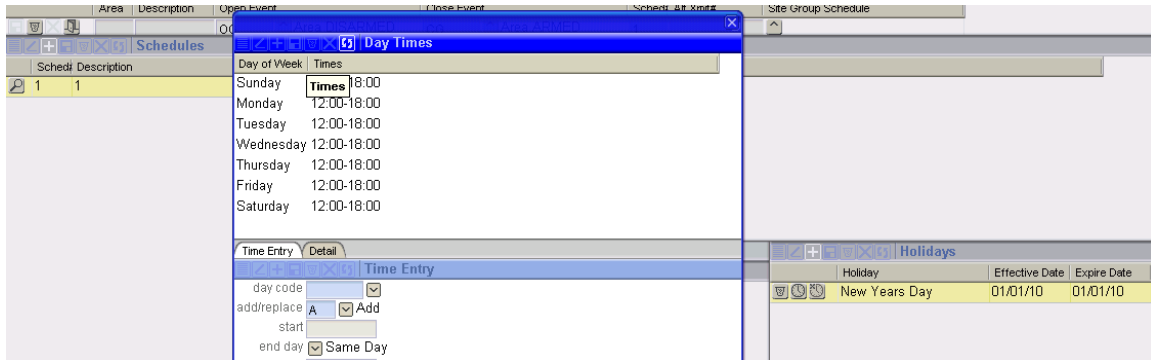 Area Description Open Event Close Event Schedt Alt Xmit# Site Group Schedule
Schedules
Day Times
Day of Week Times
Sched# Description
Sunday Times 18:00
1 1
Monday 12:00-18:00
Tuesday 12:00-18:00
Wednesday 12:00-18:00
Thursday 12:00-18:00
Friday 12:00-18:00
Saturday 12:00-18:00
Time Entry Detail
Time Entry
Holidays
Holiday Effective Date Expire Date
day code
New Years Day 01/01/10 01/01/10
add/replace A Add
start
end day Same Day